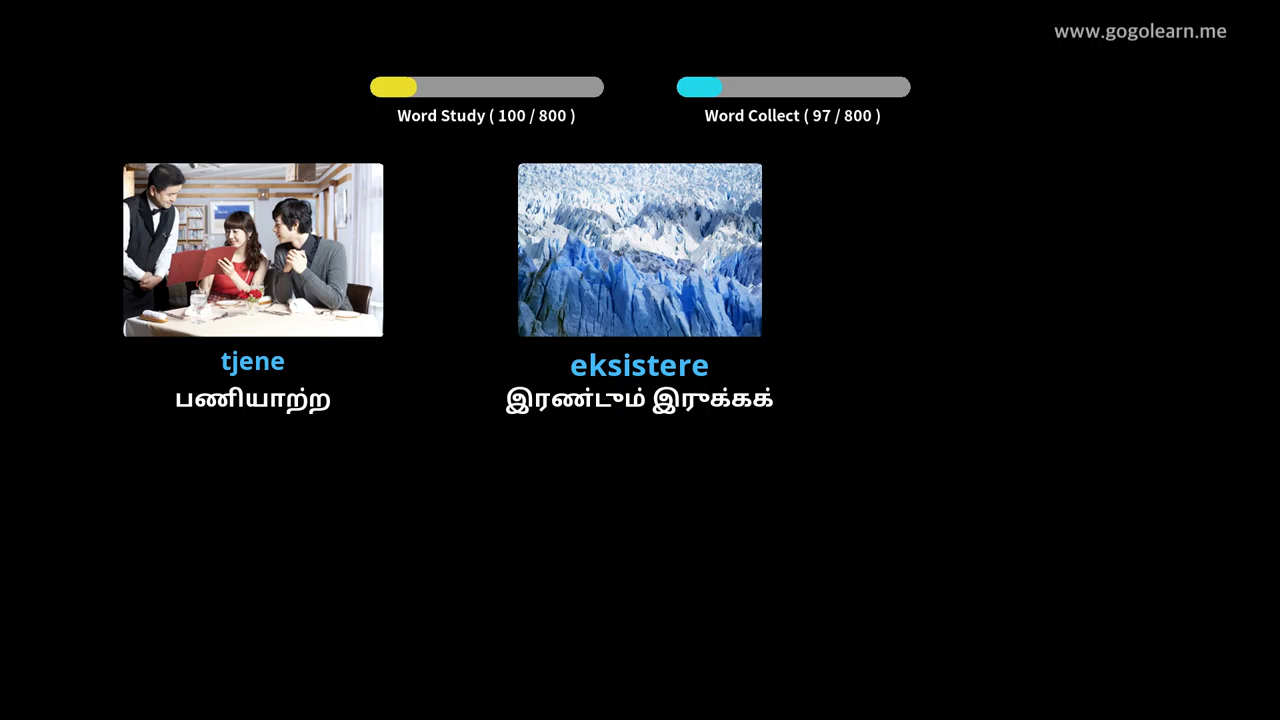 www.gogolearn.me
Word Study ( 100 / 800 )
Word Collect ( 97 / 800 )
tjene
பணியாற்ற
eksistere
இரண்டும் இருக்கக்